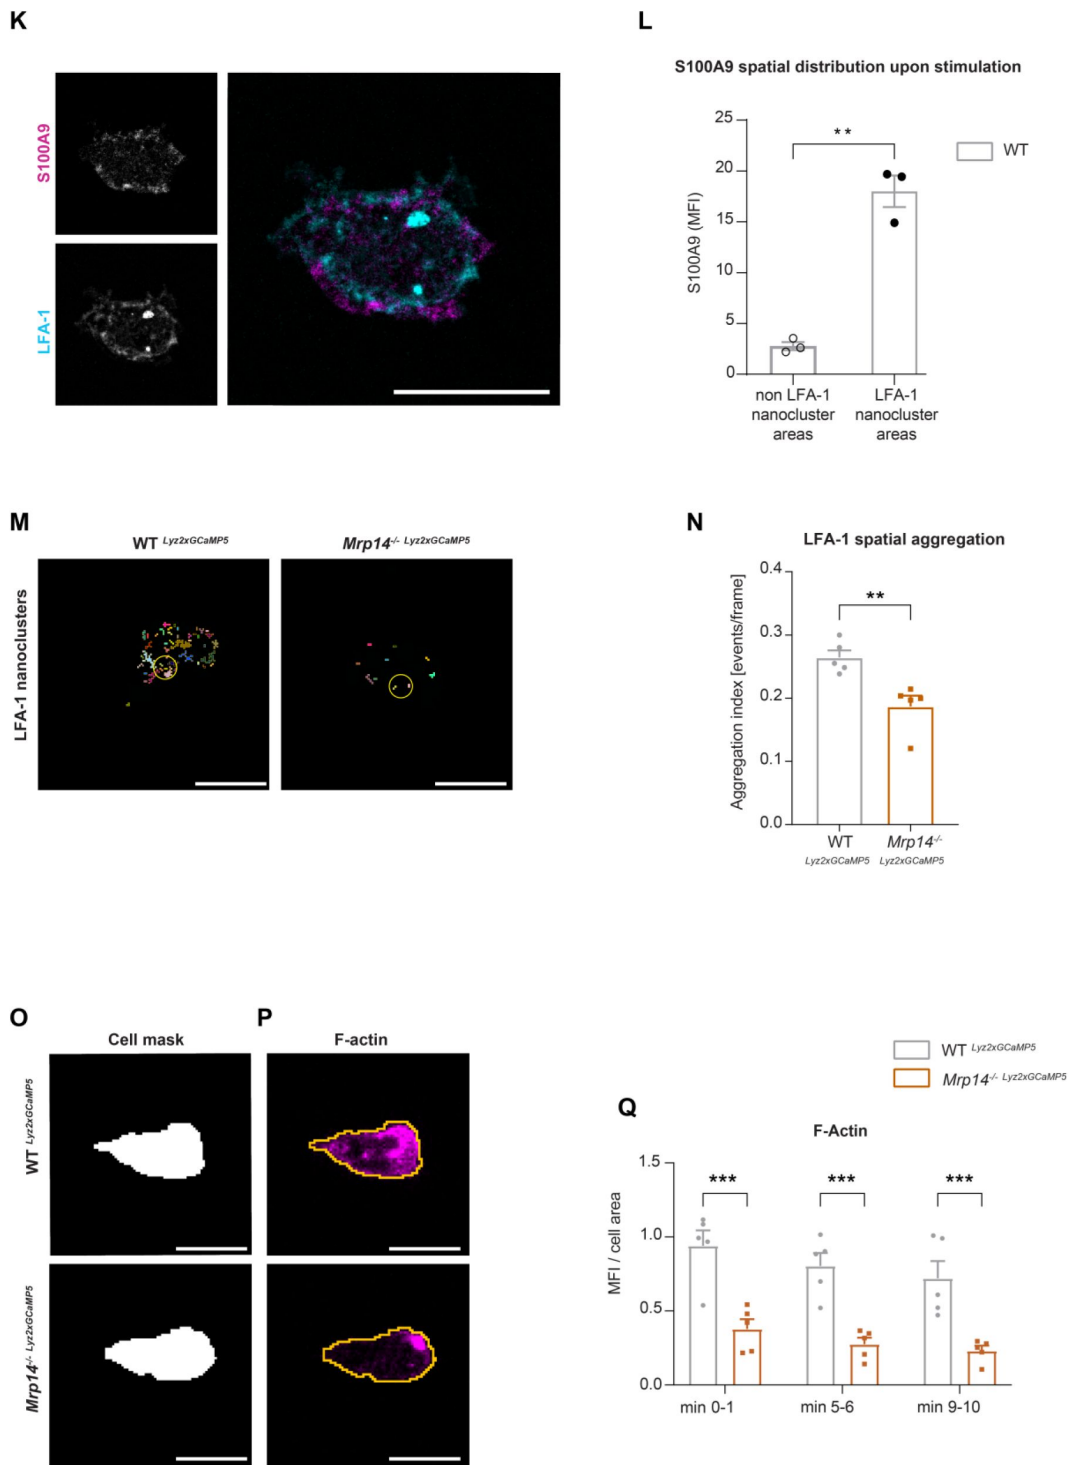 K
S100A9
LFA-1
L
S100A9 spatial distribution upon stimulation
S100A9 (MFI)
25
20
15
10
5
0
**
WT
non LFA-1
nanocluster
areas
LFA-1
nanocluster
areas
M
WT Lyz2xGCaMP5
Mrp14-/- Lyz2xGCaMP5
LFA-1 nanoclusters
N
LFA-1 spatial aggregation
Aggregation index [events/frame]
0.4
0.3
0.2
0.1
0.0
**
WT
Lyz2xGCaMP5
Mrp14-/-
Lyz2xGCaMP5
O
Cell mask
WT Lyz2xGCaMP5
Mrp14-/- Lyz2xGCaMP5
P
F-actin
WT Lyz2xGCaMP5
Mrp14-/- Lyz2xGCaMP5
Q
F-Actin
MFI / cell area
1.5
1.0
0.5
0.0
***
***
***
min 0-1
min 5-6
min 9-10